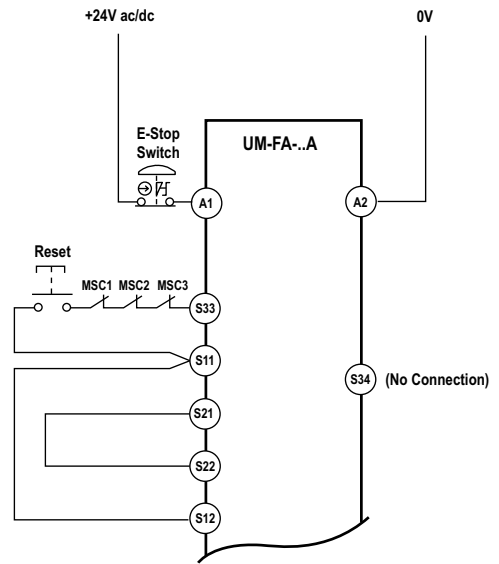 +24V ac/dc
0V
E-Stop
Switch
UM-FA-..A
A1
A2
Reset
MSC1 MSC2 MSC3
S33
S11
S34 (No Connection)
S21
S22
S12